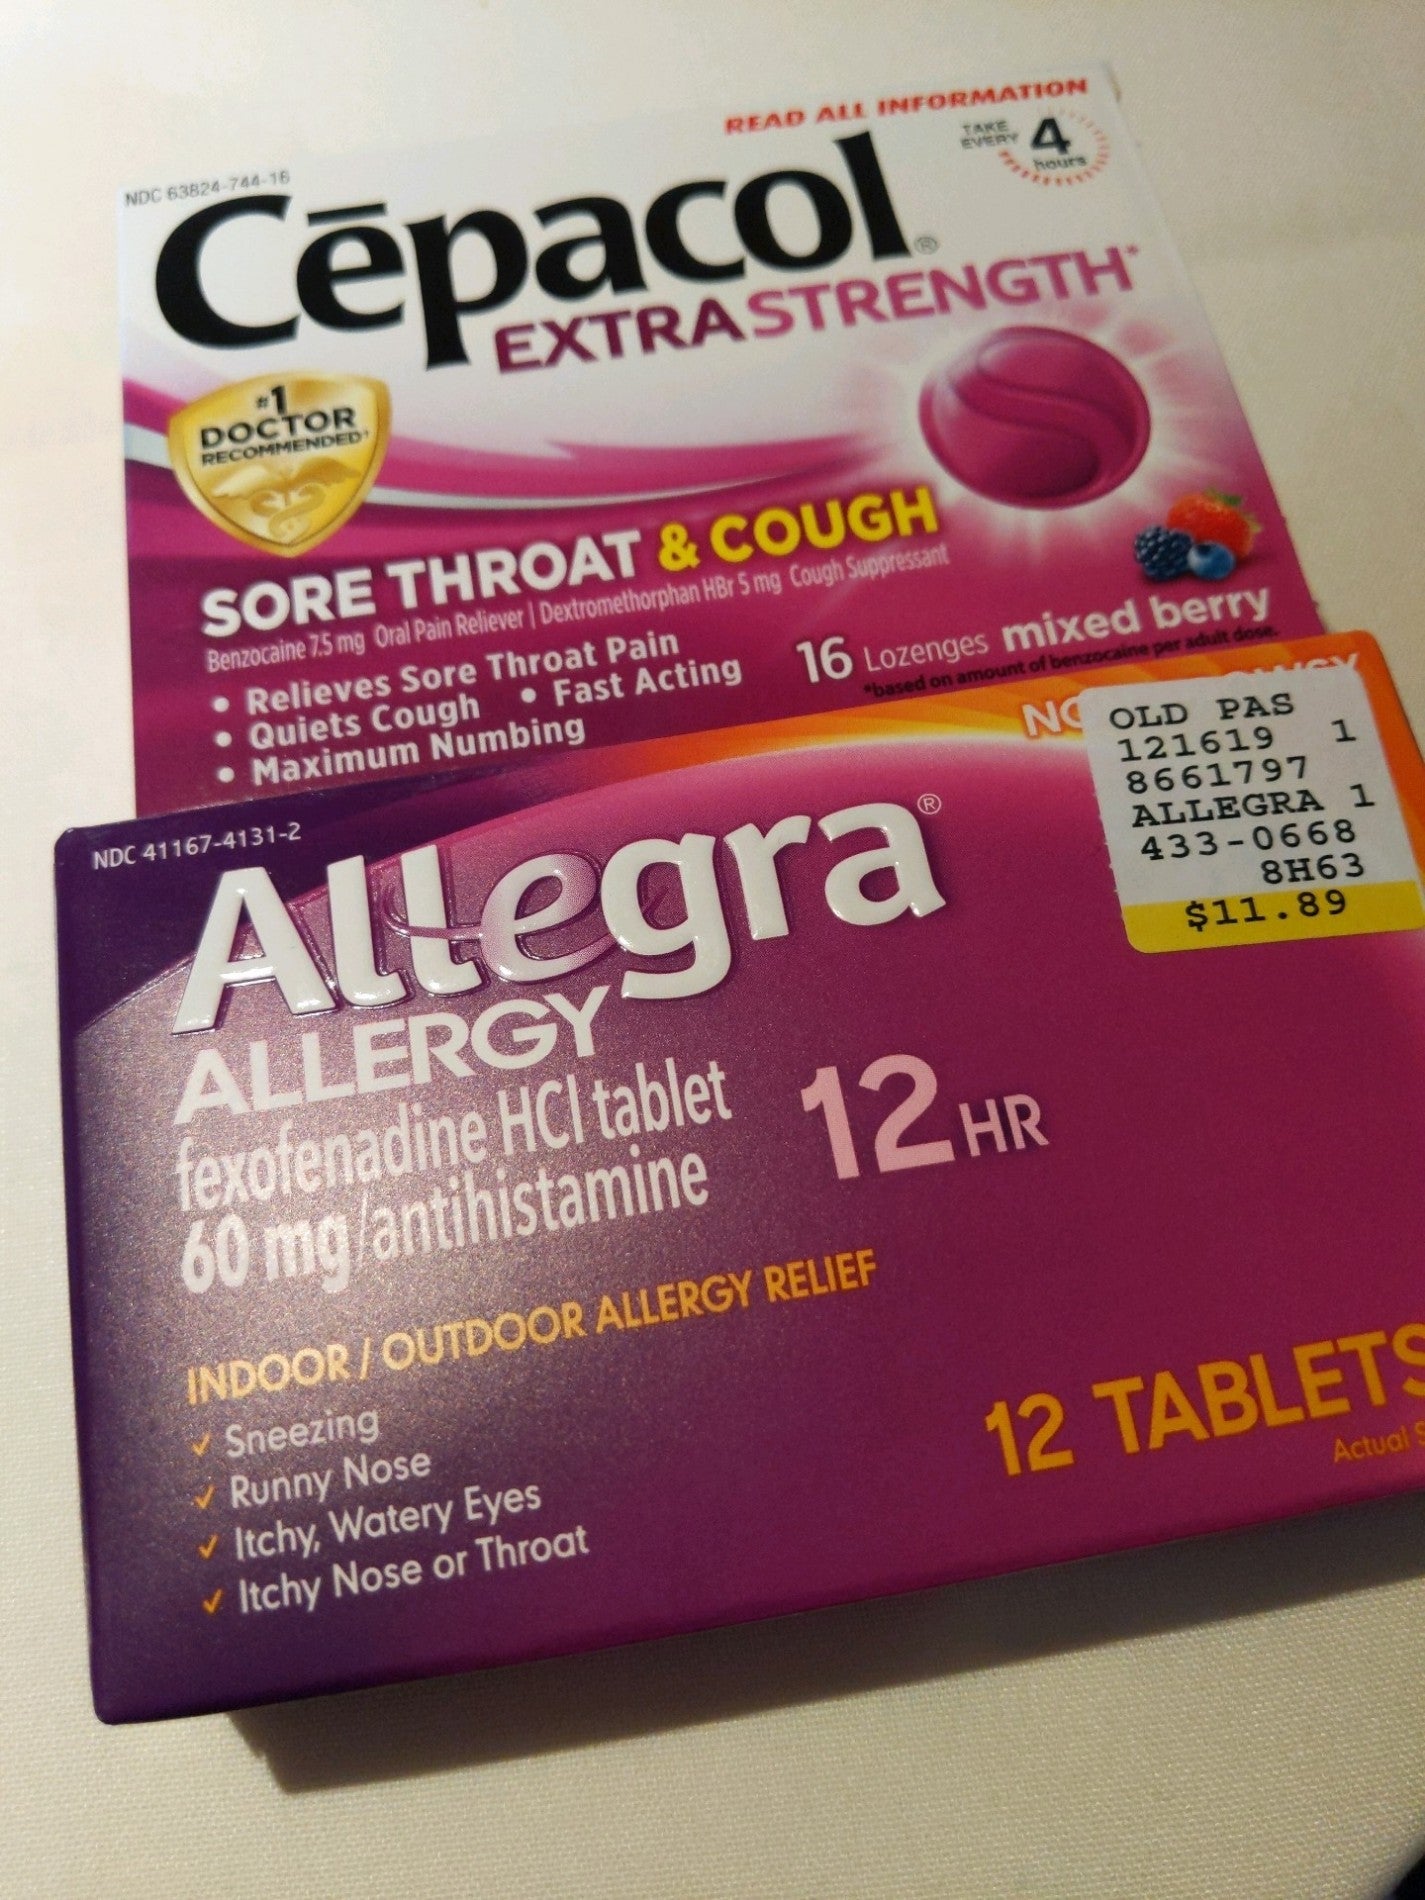 READ ALL INFORMATION
TAKE EVERY 4 hours
NDC 63824-744-16
Cēpacol®
EXTRA STRENGTH*
#1
DOCTOR
RECOMMENDED†
SORE THROAT & COUGH
Benzocaine 7.5 mg Oral Pain Reliever | Dextromethorphan HBr 5 mg Cough Suppressant
• Relieves Sore Throat Pain
• Quiets Cough • Fast Acting
• Maximum Numbing
16 Lozenges mixed berry
*based on amount of benzocaine per adult dose.
OLD PAS
121619 1
8661797
ALLEGRA 1
433-0668
8H63
$11.89
NDC 41167-4131-2
Allegra®
ALLERGY
fexofenadine HCl tablet
60 mg/antihistamine
12 HR
INDOOR / OUTDOOR ALLERGY RELIEF
✓ Sneezing
✓ Runny Nose
✓ Itchy, Watery Eyes
✓ Itchy Nose or Throat
12 TABLETS
Actual